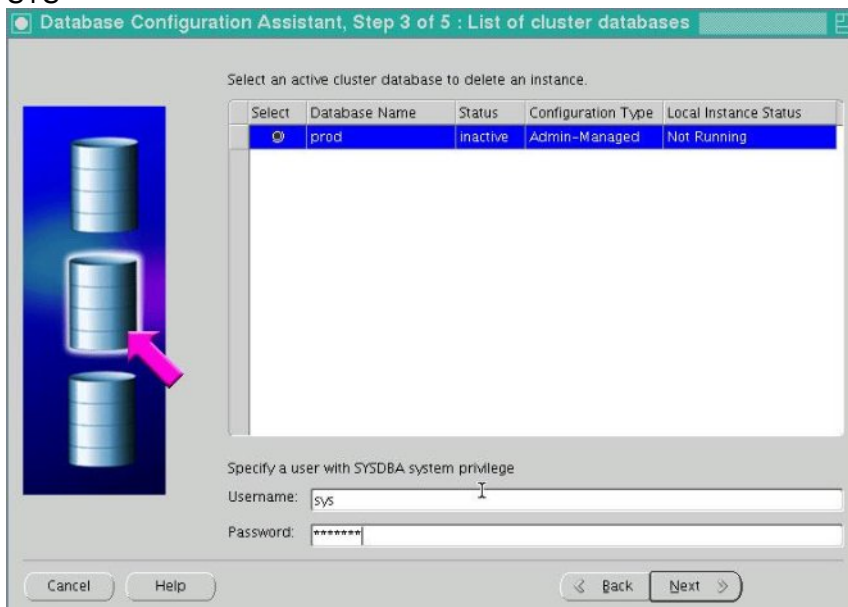 Database Configuration Assistant, Step 3 of 5 : List of cluster databases
Select an active cluster database to delete an instance.
Select Database Name Status Configuration Type Local Instance Status
prod inactive Admin-Managed Not Running
Specify a user with SYSDBA system privilege
Username: sys
Password: *******
Cancel Help Back Next